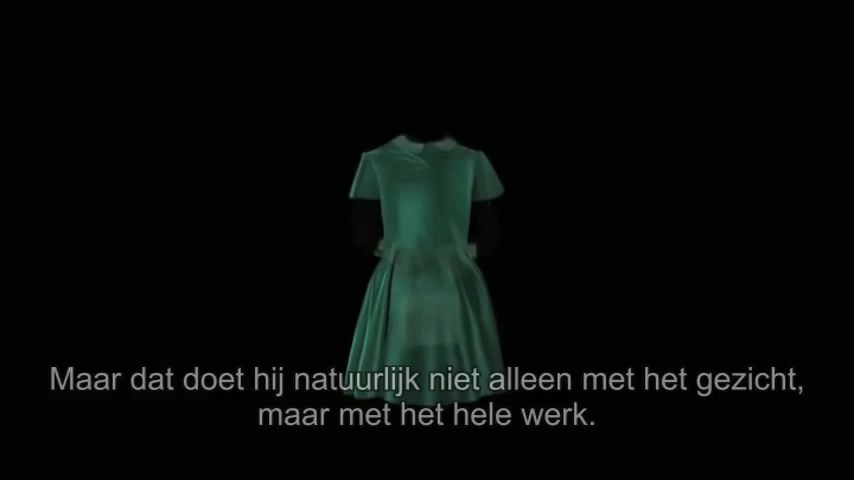 Maar dat doet hij natuurlijk niet alleen met het gezicht,
maar met het hele werk.